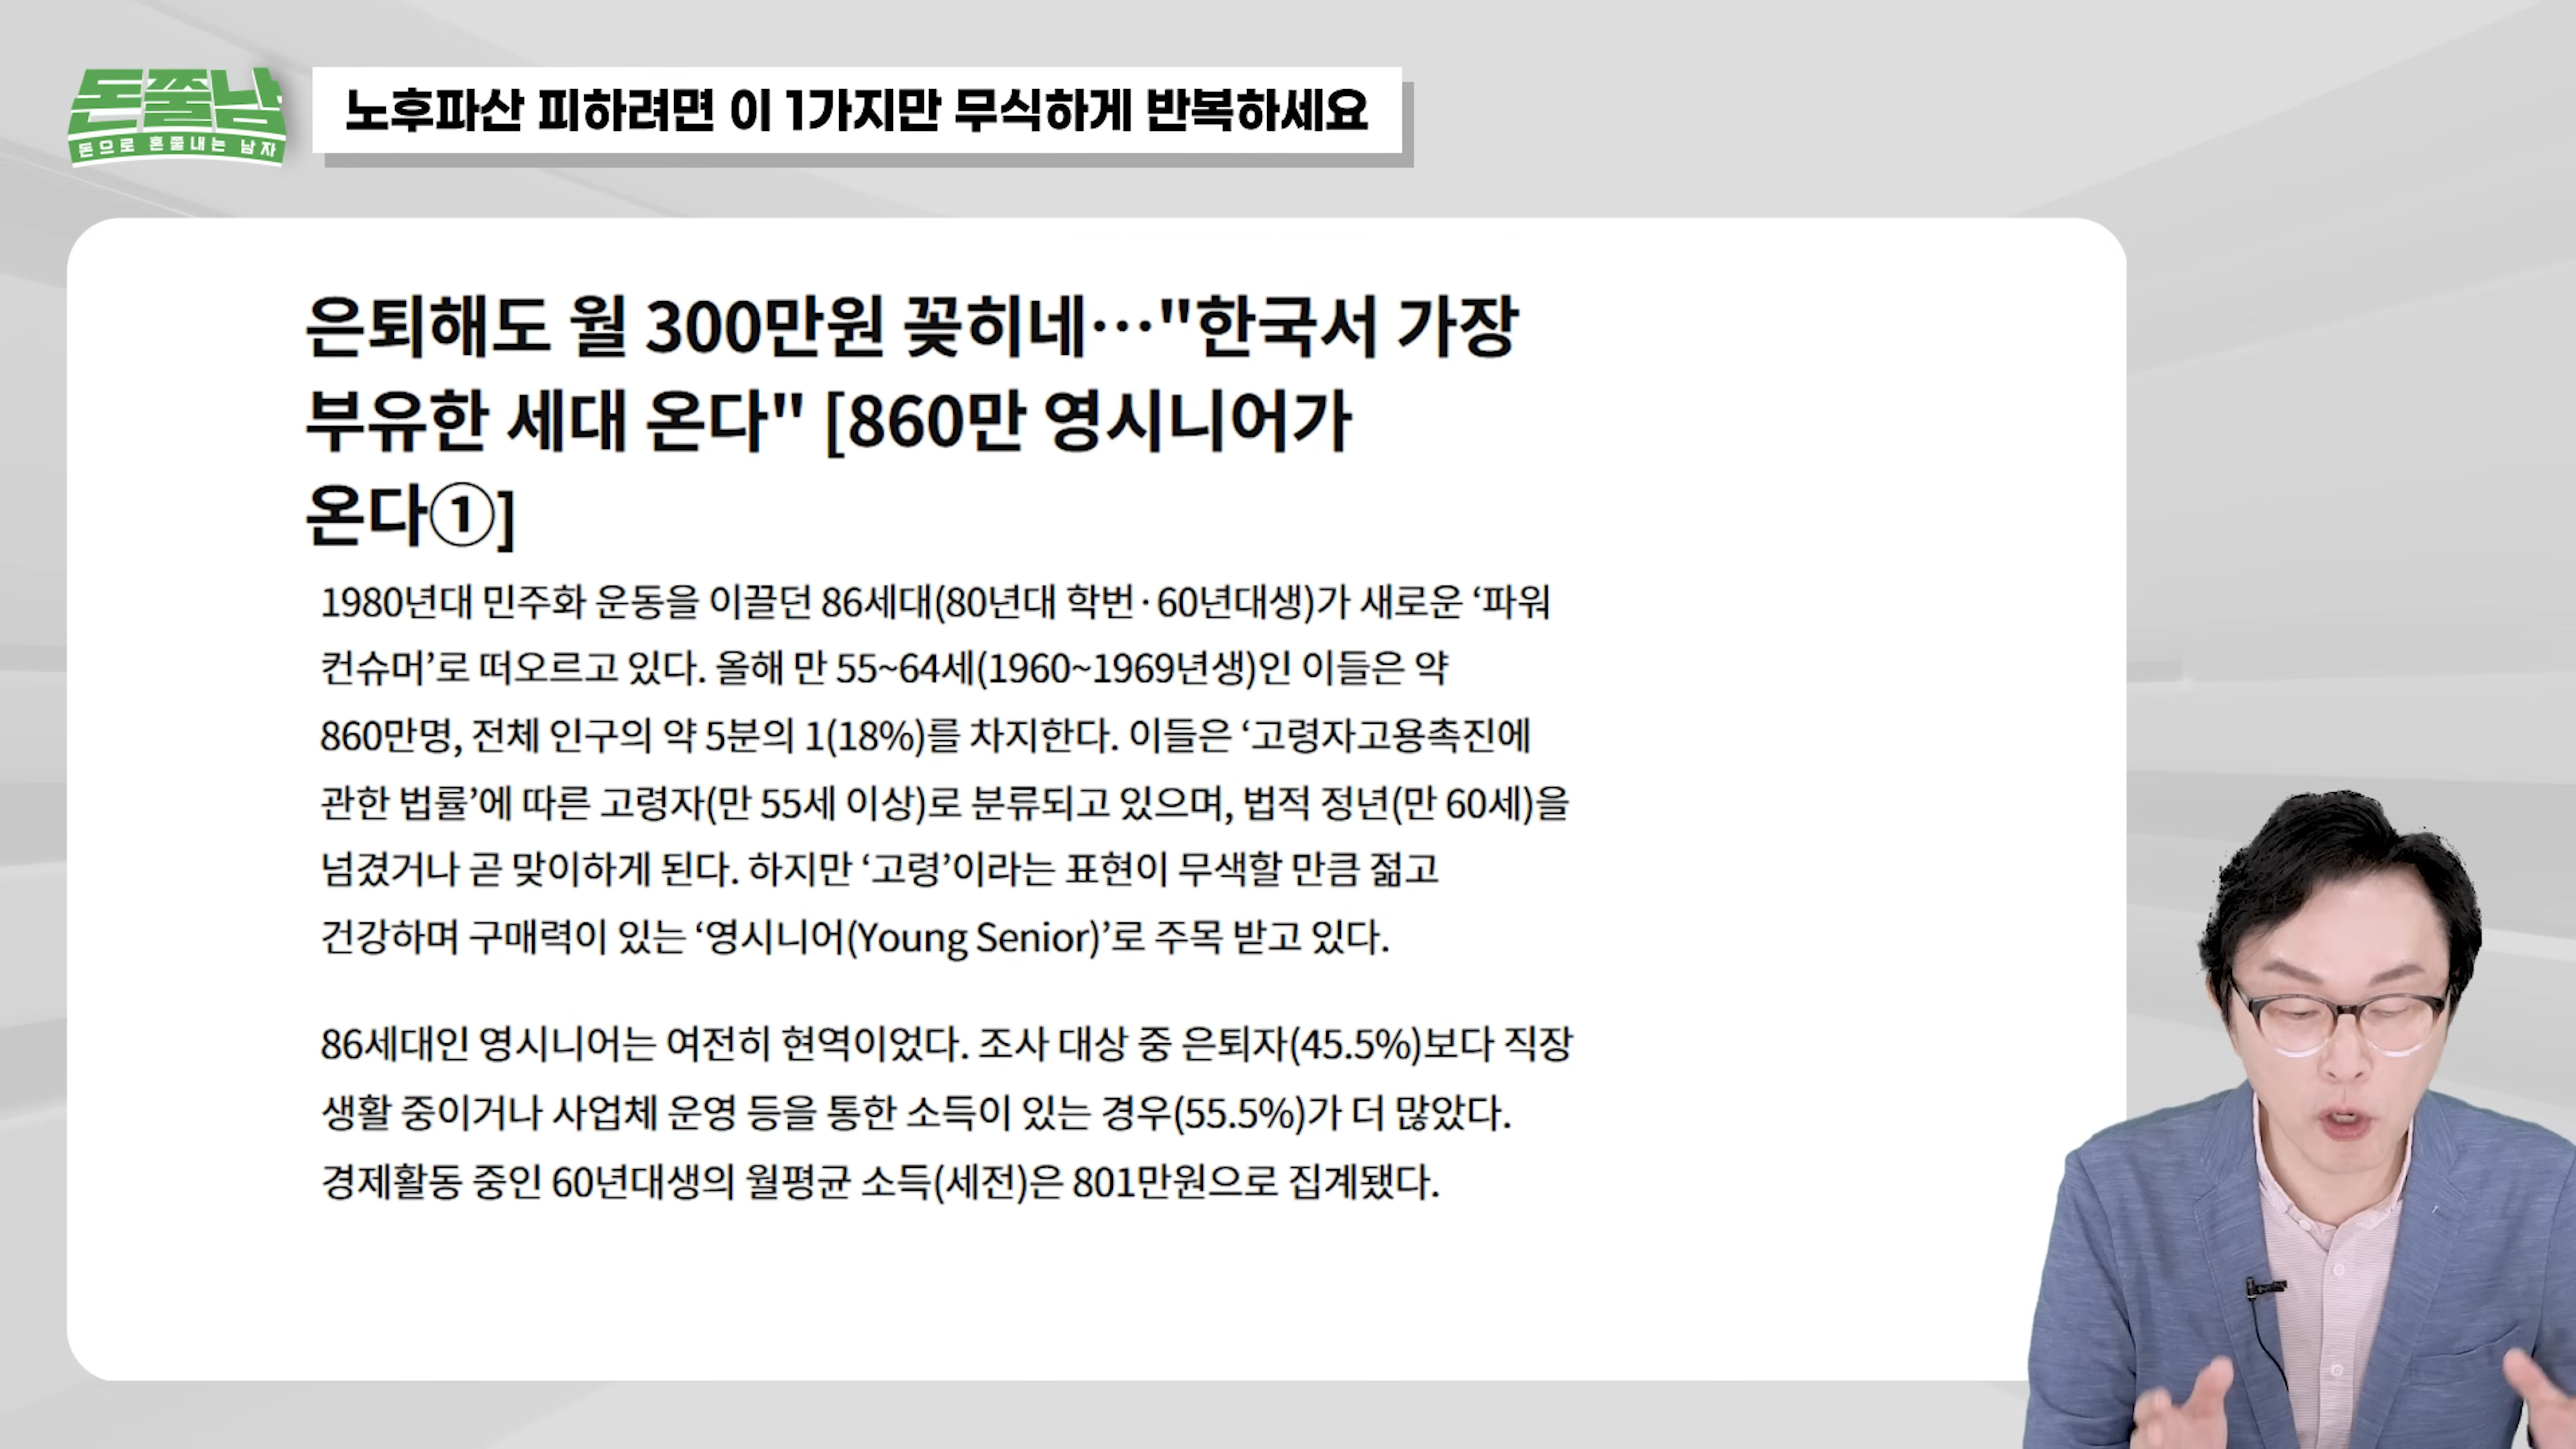 돈쭐남
돈으로 혼쭐내는 남자
노후파산 피하려면 이 1가지만 무식하게 반복하세요
은퇴해도 월 300만원 꽂히네…"한국서 가장
부유한 세대 온다" [860만 영시니어가
온다①]
1980년대 민주화 운동을 이끌던 86세대(80년대 학번·60년대생)가 새로운 ‘파워
컨슈머’로 떠오르고 있다. 올해 만 55~64세(1960~1969년생)인 이들은 약
860만명, 전체 인구의 약 5분의 1(18%)를 차지한다. 이들은 ‘고령자고용촉진에
관한 법률’에 따른 고령자(만 55세 이상)로 분류되고 있으며, 법적 정년(만 60세)을
넘겼거나 곧 맞이하게 된다. 하지만 ‘고령’이라는 표현이 무색할 만큼 젊고
건강하며 구매력이 있는 ‘영시니어(Young Senior)’로 주목 받고 있다.
86세대인 영시니어는 여전히 현역이었다. 조사 대상 중 은퇴자(45.5%)보다 직장
생활 중이거나 사업체 운영 등을 통한 소득이 있는 경우(55.5%)가 더 많았다.
경제활동 중인 60년대생의 월평균 소득(세전)은 801만원으로 집계됐다.